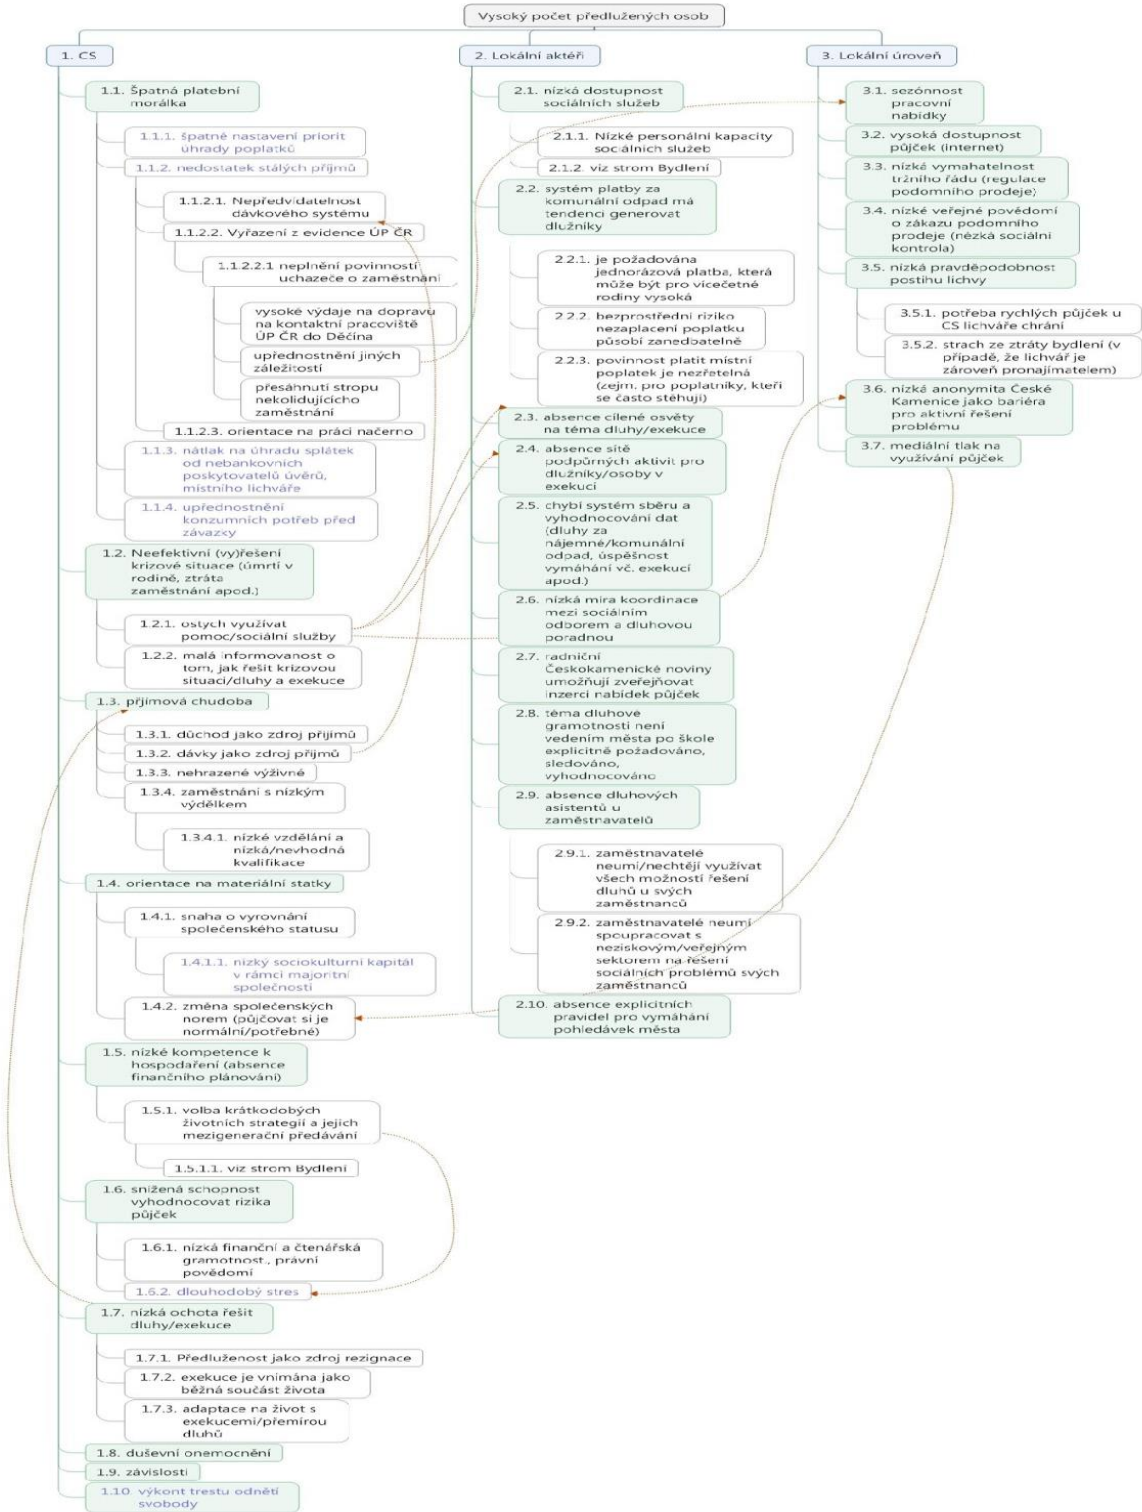 Vysoký počet předlužených osob
1. CS
1.1. Špatná platební
morálka
1.1.1. špatné nastavení priorit
úhrady poplatků
1.1.2. nedostatek stálých příjmů
1.1.2.1. Nepředvídatelnost
dávkového systému
1.1.2.2. Vyřazení z evidence ÚP ČR
1.1.2.2.1 neplnění povinností
uchazeče o zaměstnání
vysoké výdaje na dopravu
na kontaktní pracoviště
ÚP ČR do Děčína
upřednostnění jiných
záležitostí
přesáhnutí stropu
nekolidujícího
zaměstnání
1.1.2.3. orientace na práci načerno
1.1.3. nátlak na úhradu splátek
od nebankovních
poskytovatelů úvěrů,
místního lichváře
1.1.4. upřednostnění
konzumních potřeb před
závazky
1.2. Neefektivní (vy)řešení
krizové situace (úmrtí v
rodině, ztráta
zaměstnání apod.)
1.2.1. ostych využívat
pomoc/sociální služby
1.2.2. malá informovanost o
tom, jak řešit krizovou
situaci/dluhy a exekuce
1.3. příjmová chudoba
1.3.1. důchod jako zdroj příjmů
1.3.2. dávky jako zdroj příjmů
1.3.3. nehrazené výživné
1.3.4. zaměstnání s nízkým
výdělkem
1.3.4.1. nízké vzdělání a
nízká/nevhodná
kvalifikace
1.4. orientace na materiální statky
1.4.1. snaha o vyrovnání
společenského statusu
1.4.1.1. nízký sociokulturní kapitál
v rámci majoritní
společnosti
1.4.2. změna společenských
norem (půjčovat si je
normální/potřebné)
1.5. nízké kompetence k
hospodaření (absence
finančního plánování)
1.5.1. volba krátkodobých
životních strategií a jejich
mezigenerační předávání
1.5.1.1. viz strom Bydlení
1.6. snížená schopnost
vyhodnocovat rizika
půjček
1.6.1. nízká finanční a čtenářská
gramotnost., právní
povědomí
1.6.2. dlouhodobý stres
1.7. nízká ochota řešit
dluhy/exekuce
1.7.1. Předluženost jako zdroj rezignace
1.7.2. exekuce je vnímána jako
běžná součást života
1.7.3. adaptace na život s
exekucemi/přemírou
dluhů
1.8. duševní onemocnění
1.9. závislosti
1.10. výkont trestu odnětí
svobody
2. Lokální aktéři
2.1. nízká dostupnost
sociálních služeb
2.1.1. Nízké personální kapacity
sociálních služeb
2.1.2. viz strom Bydlení
2.2. systém platby za
komunální odpad má
tendenci generovat
dlužníky
2.2.1. je požadována
jednorázová platba, která
může být pro vícečetné
rodiny vysoká
2.2.2. bezprostřední riziko
nezaplacení poplatku
působí zanedbatelně
2.2.3. povinnost platit místní
poplatek je nezřetelná
(zejm. pro poplatníky, kteří
se často stěhují)
2.3. absence cílené osvěty
na téma dluhy/exekuce
2.4. absence sítě
podpůrných aktivit pro
dlužníky/osoby v
exekuci
2.5. chybí systém sběru a
vyhodnocování dat
(dluhy za
nájemné/komunální
odpad, úspěšnost
vymáhání vč. exekucí
apod.)
2.6. nízká míra koordinace
mezi sociálním
odborem a dluhovou
poradnou
2.7. radniční
Českokamenické noviny
umožňují zveřejňovat
inzerci nabídek půjček
2.8. téma dluhové
gramotnosti není
vedením města po škole
explicitně požadováno,
sledováno,
vyhodnocováno
2.9. absence dluhových
asistentů u
zaměstnavatelů
2.9.1. zaměstnavatelé
neumí/nechtějí využívat
všech možností řešení
dluhů u svých
zaměstnanců
2.9.2. zaměstnavatelé neumí
spoupracovat s
neziskovým/veřejným
sektorem na řešení
sociálních problémů svých
zaměstnanců
2.10. absence explicitních
pravidel pro vymáhání
pohledávek města
3. Lokální úroveň
3.1. sezónnost
pracovní
nabídky
3.2. vysoká dostupnost
půjček (internet)
3.3. nízká vymahatelnost
tržního řádu (regulace
podomního prodeje)
3.4. nízké veřejné povědomí
o zákazu podomního
prodeje (nézká sociální
kontrola)
3.5. nízká pravděpodobnost
postihu lichvy
3.5.1. potřeba rychlých půjček u
CS lichváře chrání
3.5.2. strach ze ztráty bydlení (v
případě, že lichvář je
zároveň pronajímatelem)
3.6. nízká anonymita České
Kamenice jako bariéra
pro aktivní řešení
problému
3.7. mediální tlak na
využívání půjček